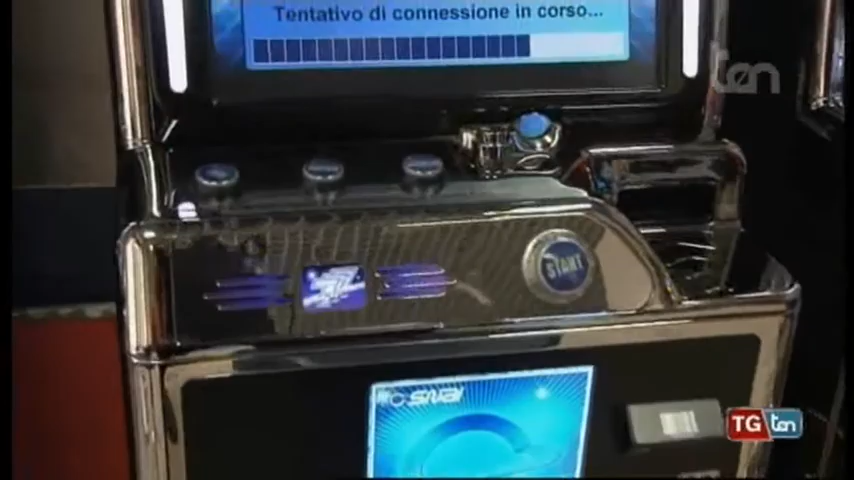 Tentativo di connessione in corso...
ten
START
SNAI
TG ten